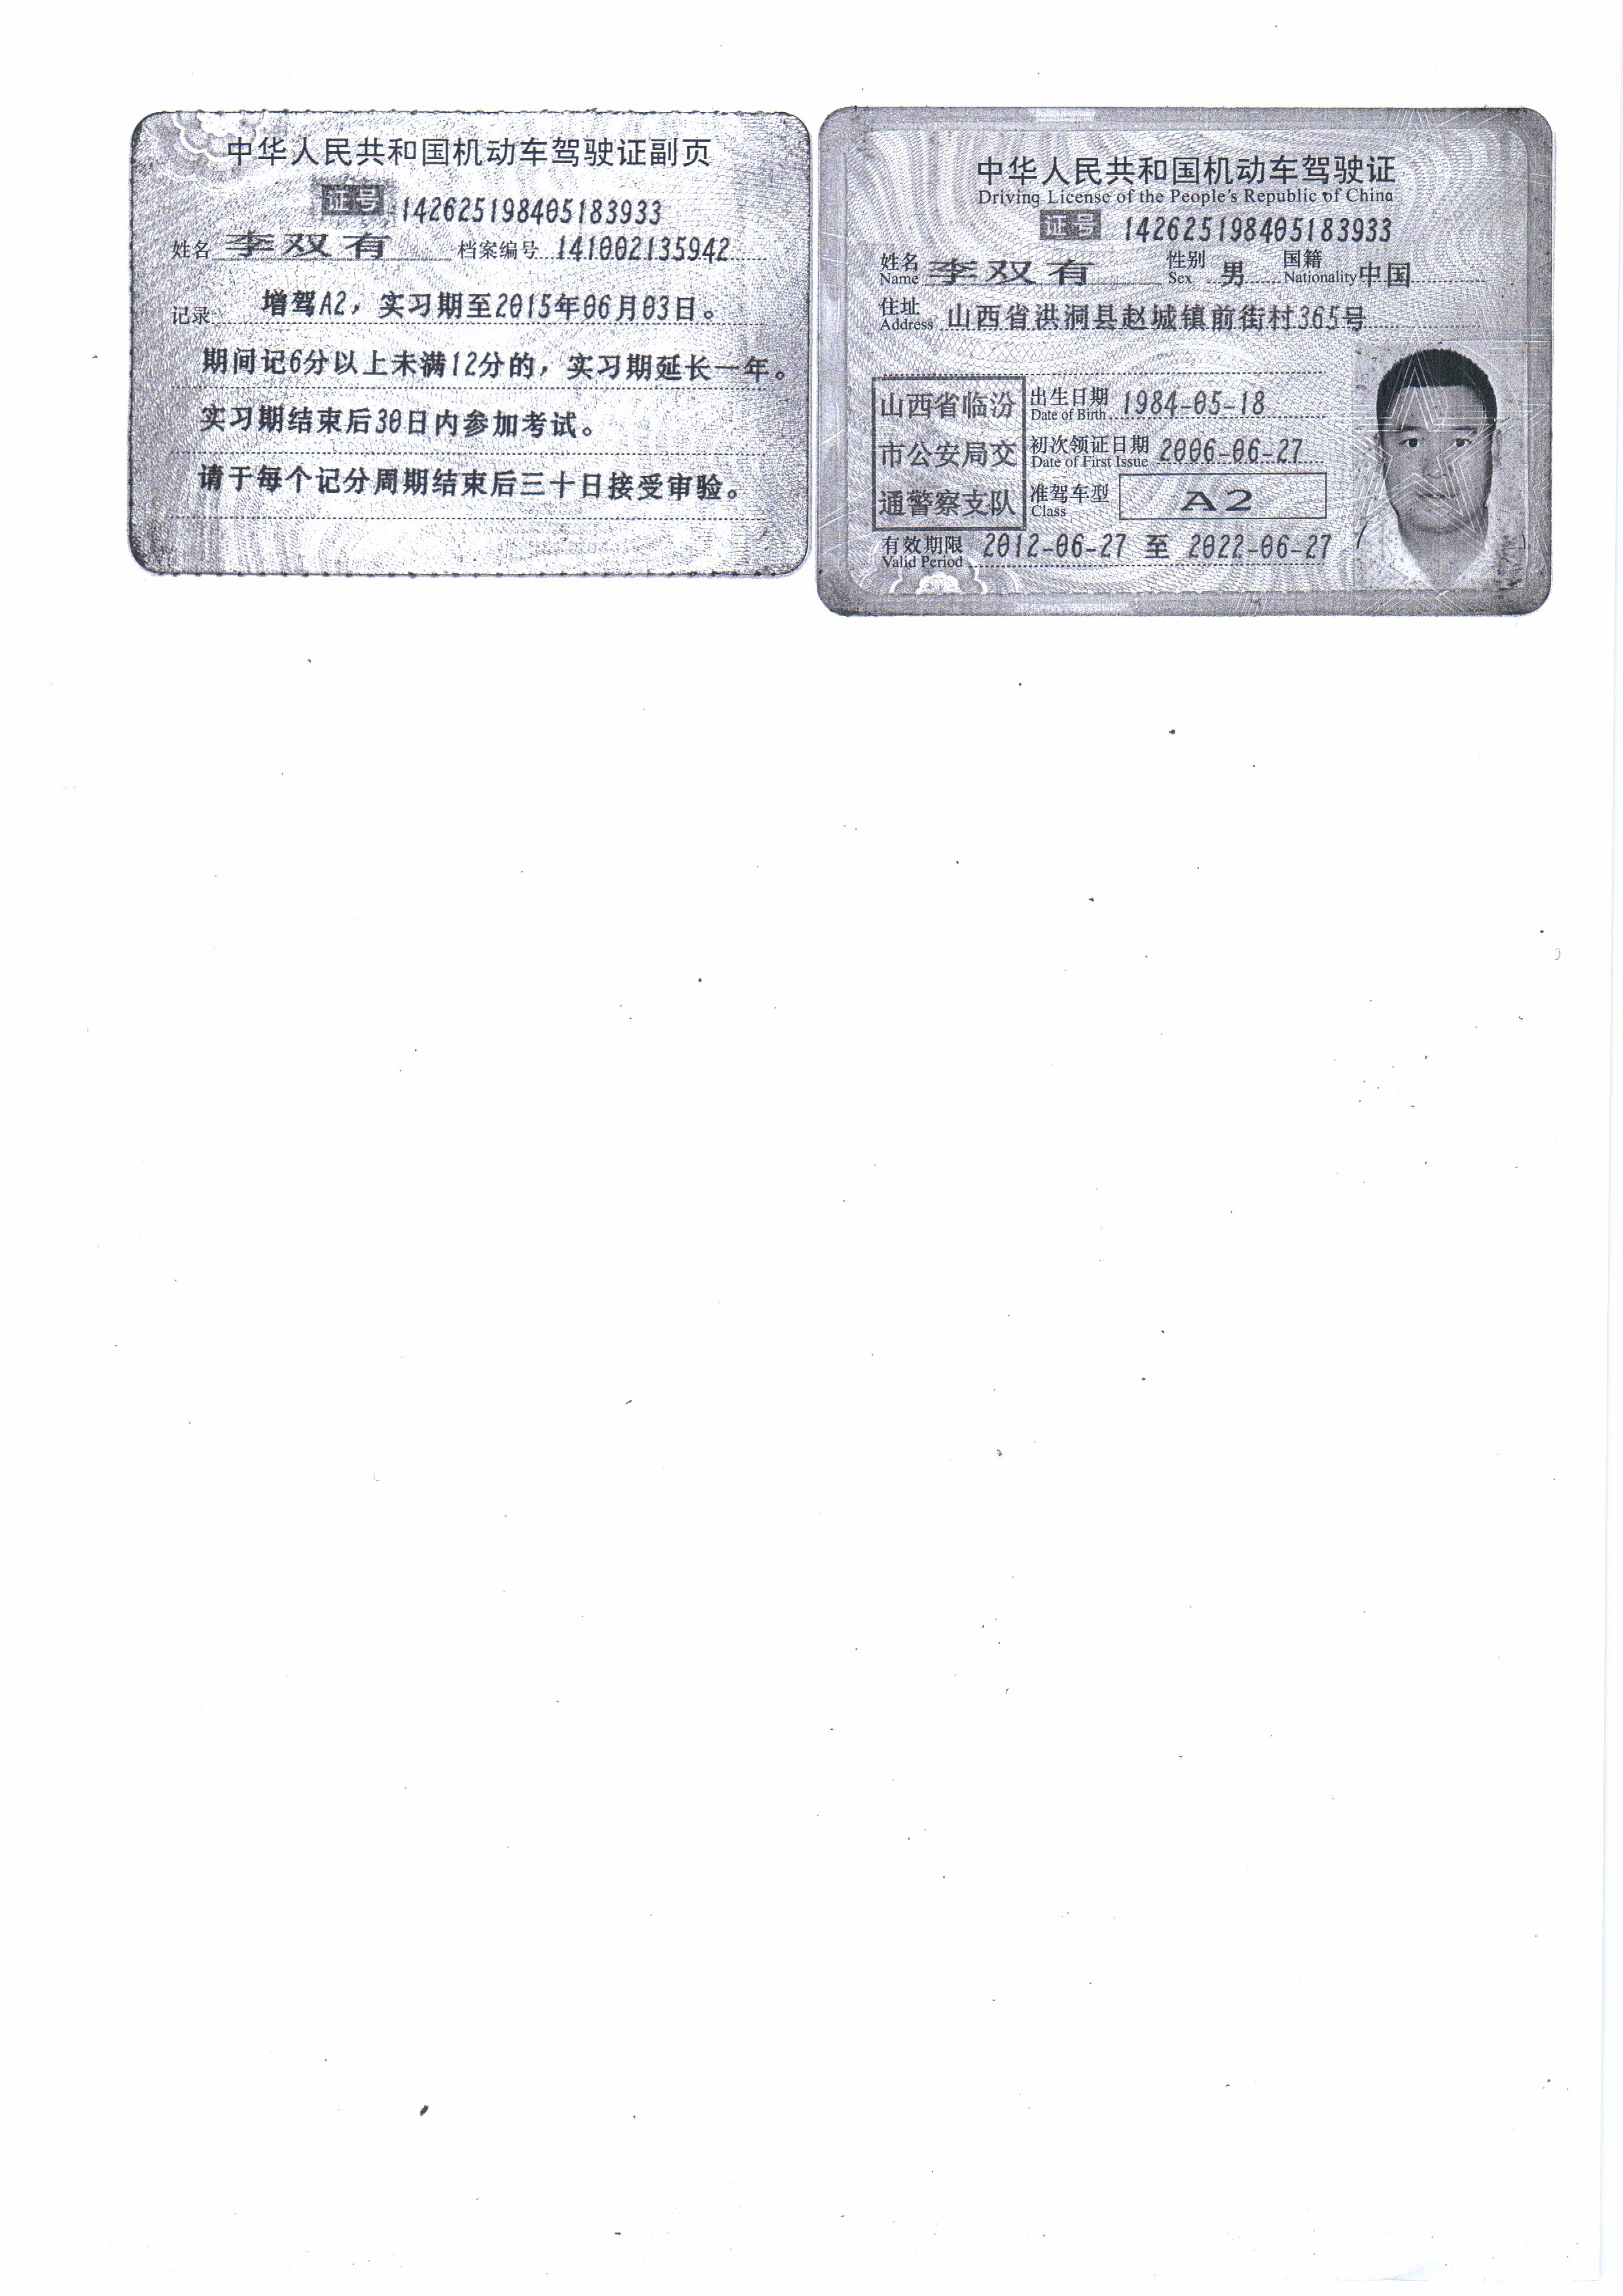 中华人民共和国机动车驾驶证副页
证号 142625198405183933
姓名 李双有 档案编号 141002135942
记录 增驾A2，实习期至2015年06月03日。
期间记6分以上未满12分的，实习期延长一年。
实习期结束后30日内参加考试。
请于每个记分周期结束后三十日接受审验。
中华人民共和国机动车驾驶证
Driving License of the People's Republic of China
证号 142625198405183933
姓名 李双有 性别 男 国籍 中国
Name Sex Nationality
住址 山西省洪洞县赵城镇前街村365号
Address
山西省临汾
市公安局交
通警察支队
出生日期 1984-05-18
Date of Birth
初次领证日期 2006-06-27
Date of First Issue
准驾车型 A2
Class
有效期限 2012-06-27 至 2022-06-27
Valid Period